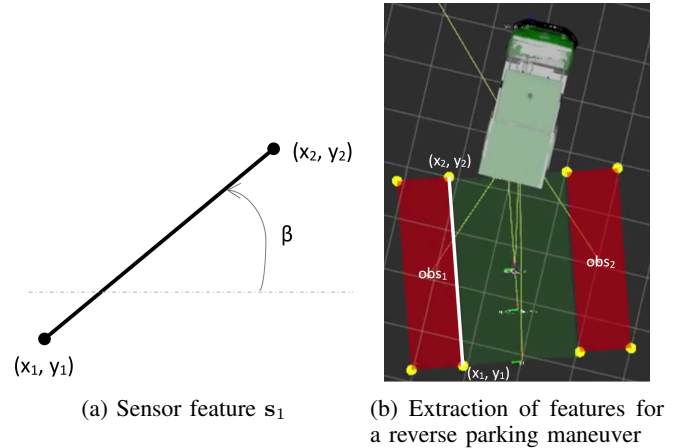 (x₂, y₂)
β
(x₁, y₁)
(a) Sensor feature s₁
(x₂, y₂)
obs₁
obs₂
(x₁, y₁)
(b) Extraction of features for
a reverse parking maneuver